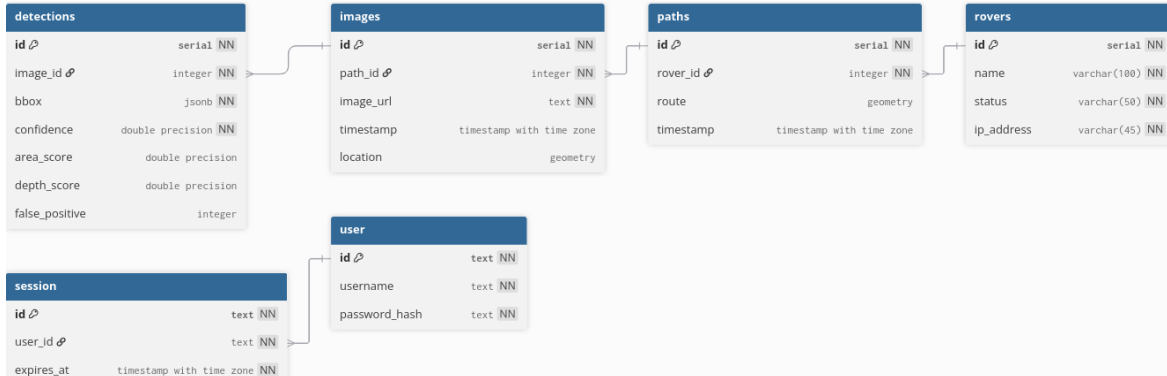 detections
id serial NN
image_id integer NN
bbox jsonb NN
confidence double precision NN
area_score double precision
depth_score double precision
false_positive integer
images
id serial NN
path_id integer NN
image_url text NN
timestamp timestamp with time zone
location geometry
paths
id serial NN
rover_id integer NN
route geometry
timestamp timestamp with time zone
rovers
id serial NN
name varchar(100) NN
status varchar(50) NN
ip_address varchar(45) NN
user
id text NN
username text NN
password_hash text NN
session
id text NN
user_id text NN
expires_at timestamp with time zone NN